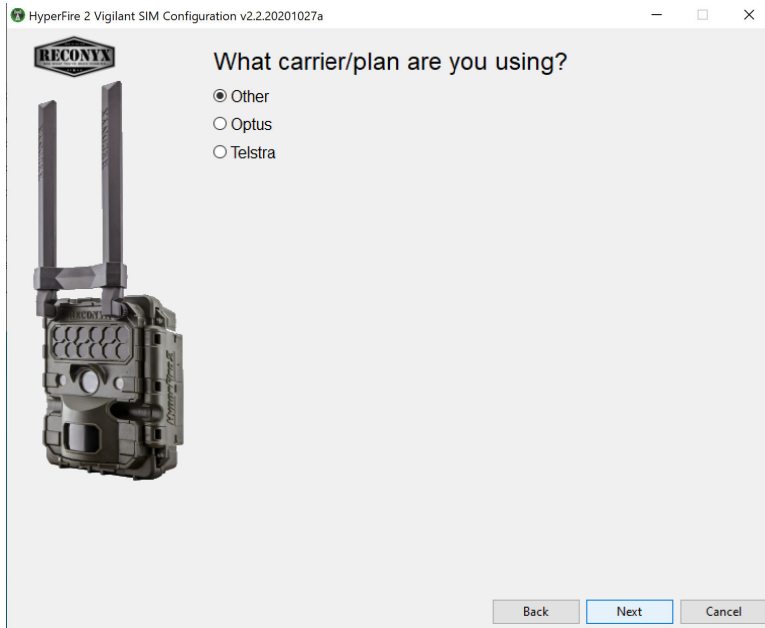 HyperFire 2 Vigilant SIM Configuration v2.2.20201027a
RECONYX
What carrier/plan are you using?
Other
Optus
Telstra
RECONYX
Back
Next
Cancel